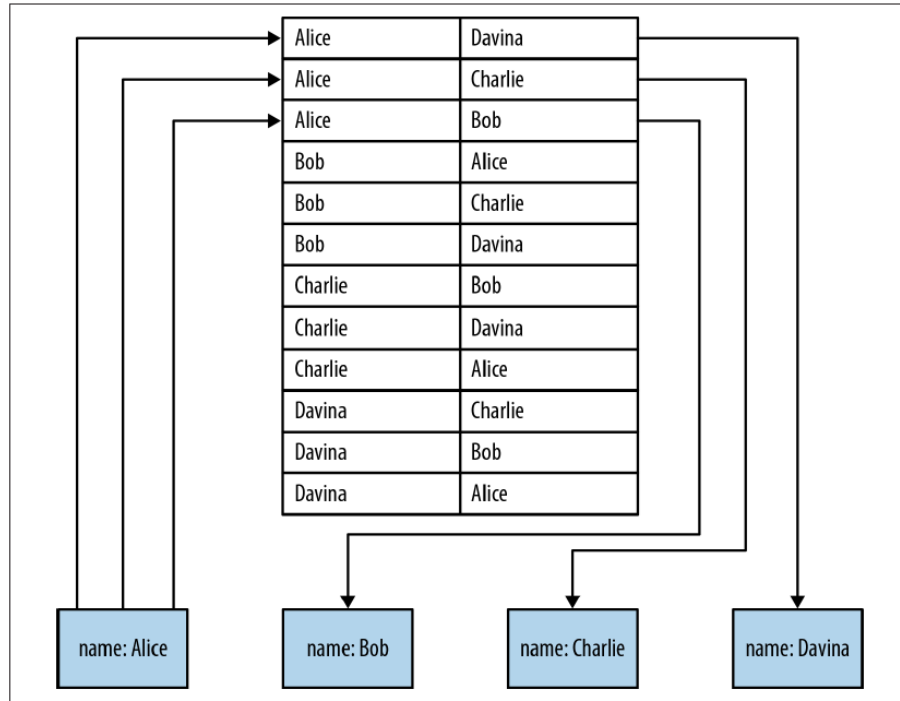 Alice Davina
Alice Charlie
Alice Bob
Bob Alice
Bob Charlie
Bob Davina
Charlie Bob
Charlie Davina
Charlie Alice
Davina Charlie
Davina Bob
Davina Alice
name: Alice
name: Bob
name: Charlie
name: Davina